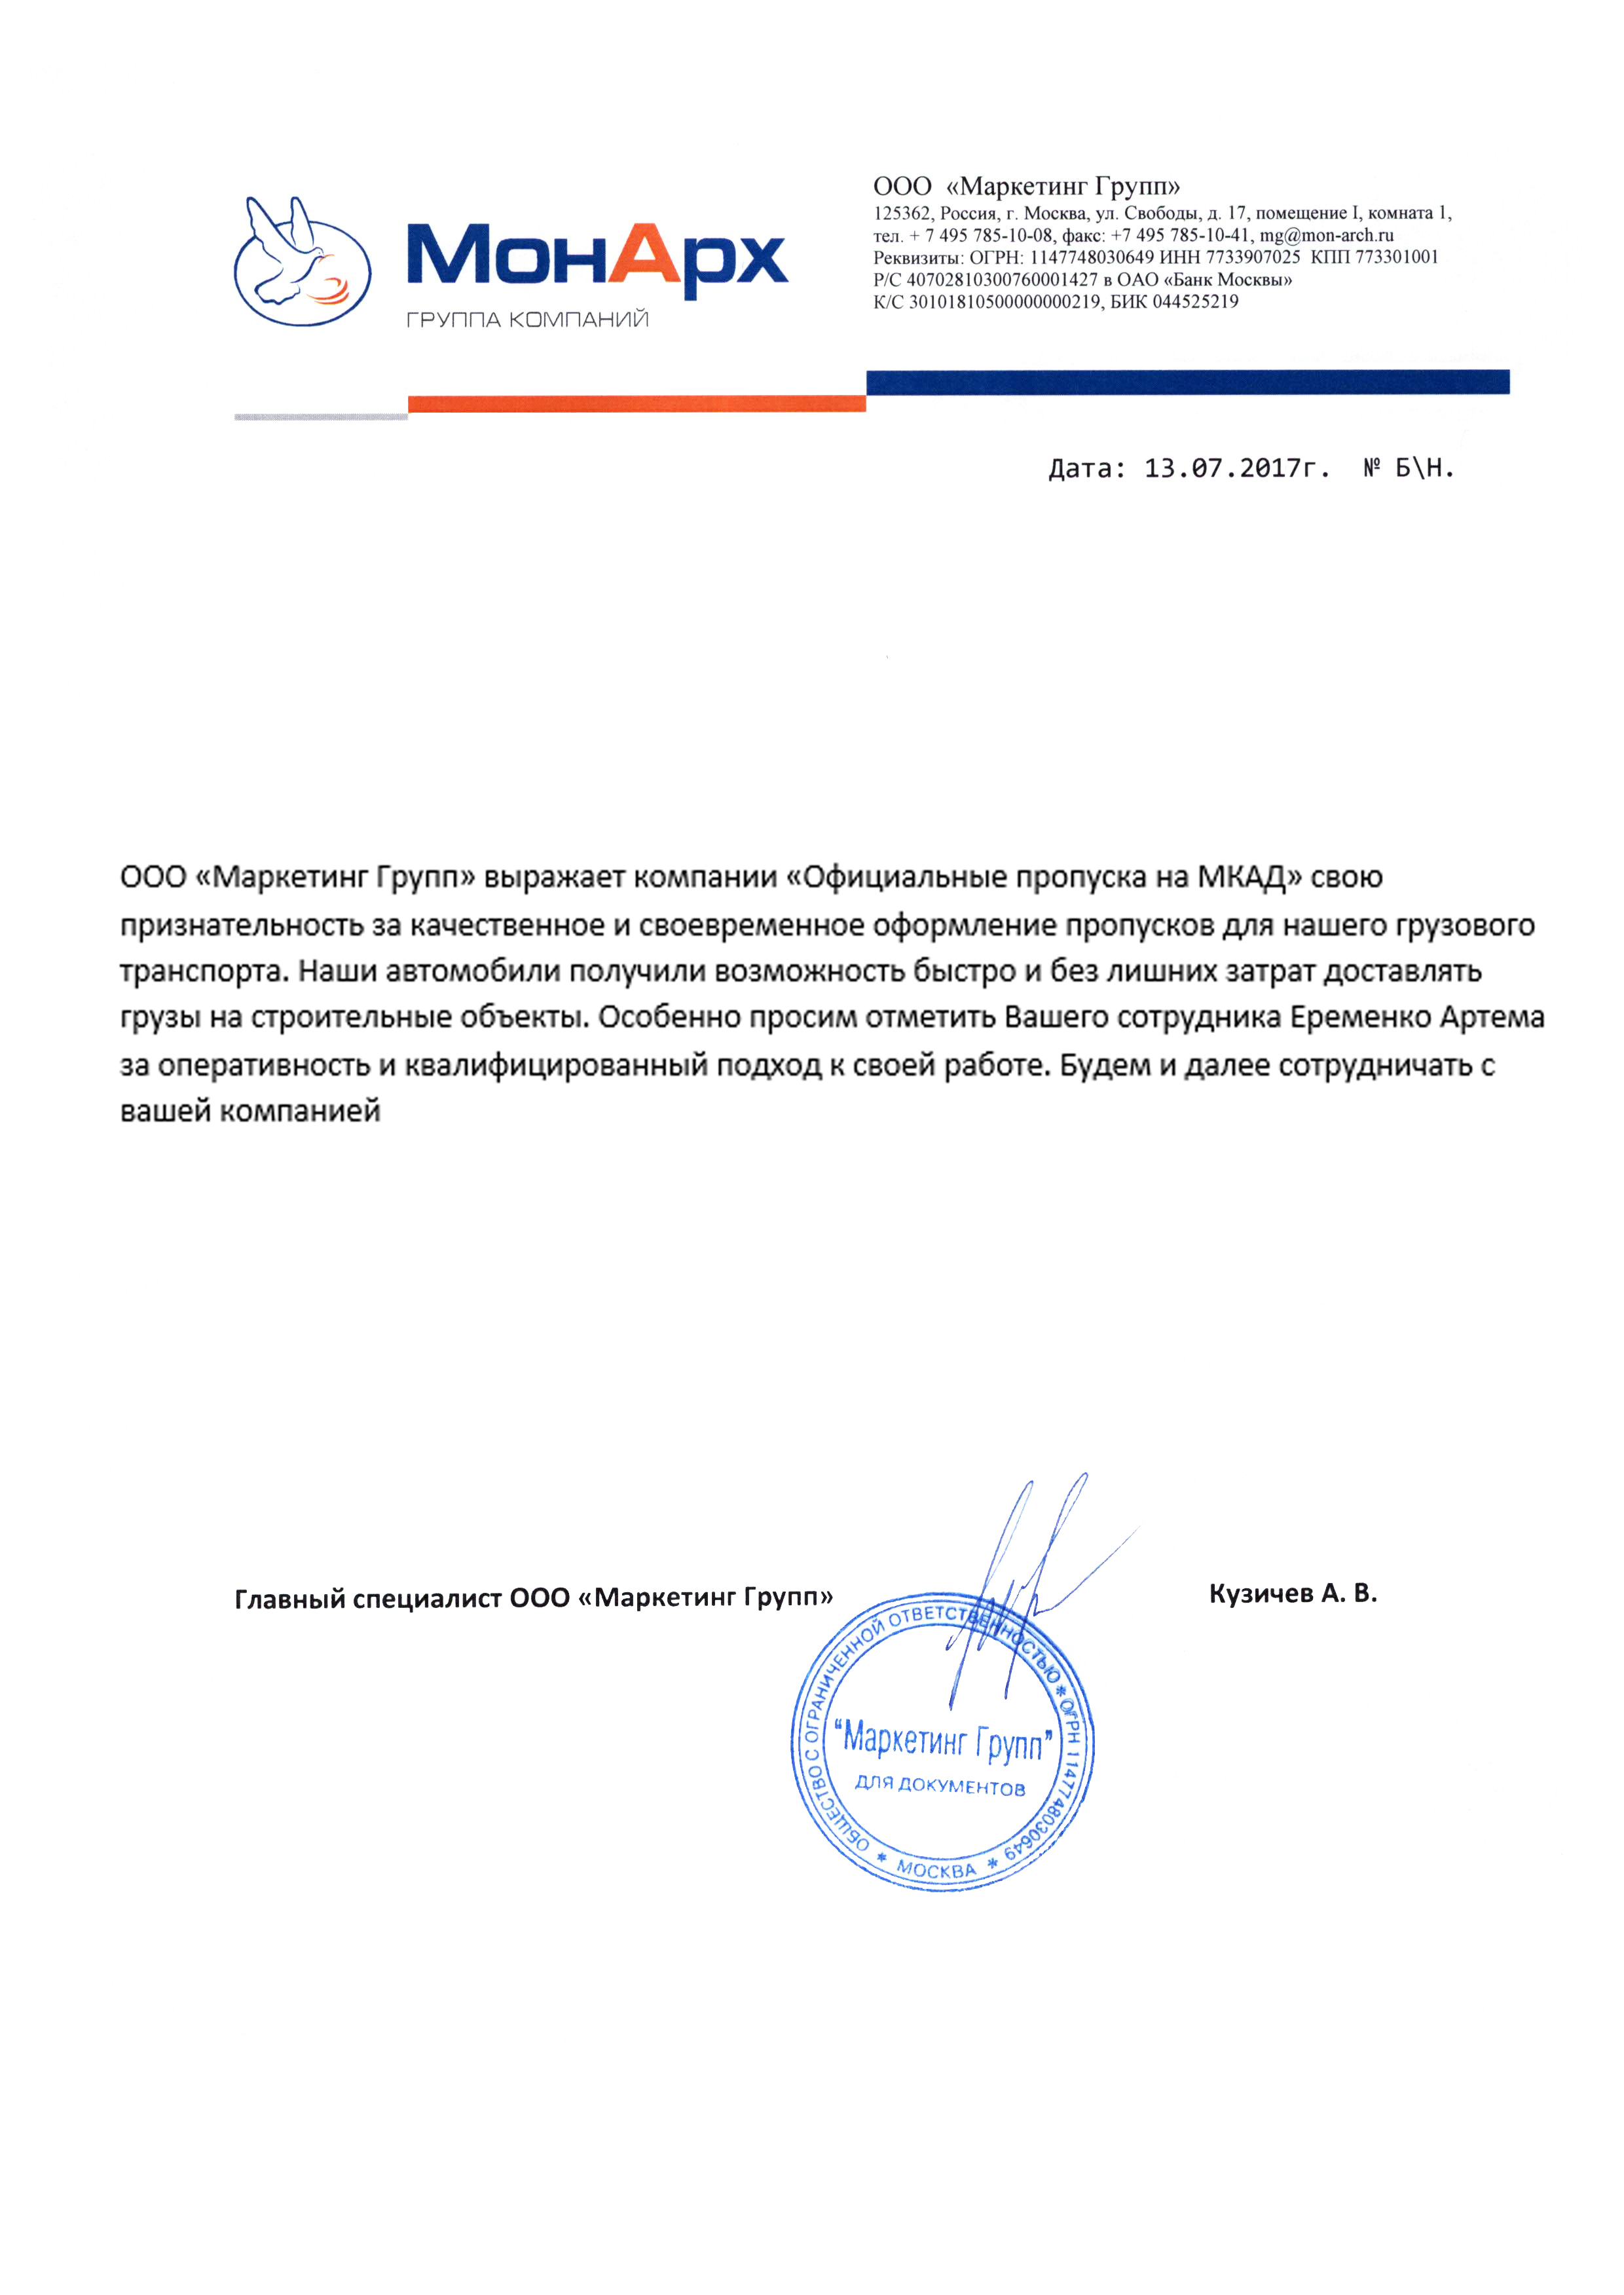 МонАрх
ГРУППА КОМПАНИЙ
ООО «Маркетинг Групп»
125362, Россия, г. Москва, ул. Свободы, д. 17, помещение I, комната 1,
тел. + 7 495 785-10-08, факс: +7 495 785-10-41, mg@mon-arch.ru
Реквизиты: ОГРН: 1147748030649 ИНН 7733907025 КПП 773301001
Р/С 40702810300760001427 в ОАО «Банк Москвы»
К/С 30101810500000000219, БИК 044525219
Дата: 13.07.2017г. № Б\Н.
ООО «Маркетинг Групп» выражает компании «Официальные пропуска на МКАД» свою
признательность за качественное и своевременное оформление пропусков для нашего грузового
транспорта. Наши автомобили получили возможность быстро и без лишних затрат доставлять
грузы на строительные объекты. Особенно просим отметить Вашего сотрудника Еременко Артема
за оперативность и квалифицированный подход к своей работе. Будем и далее сотрудничать с
вашей компанией
Главный специалист ООО «Маркетинг Групп»
Кузичев А. В.
ОБЩЕСТВО С ОГРАНИЧЕННОЙ ОТВЕТСТВЕННОСТЬЮ * ОГРН 1147748030649 * МОСКВА *
"Маркетинг Групп"
ДЛЯ ДОКУМЕНТОВ